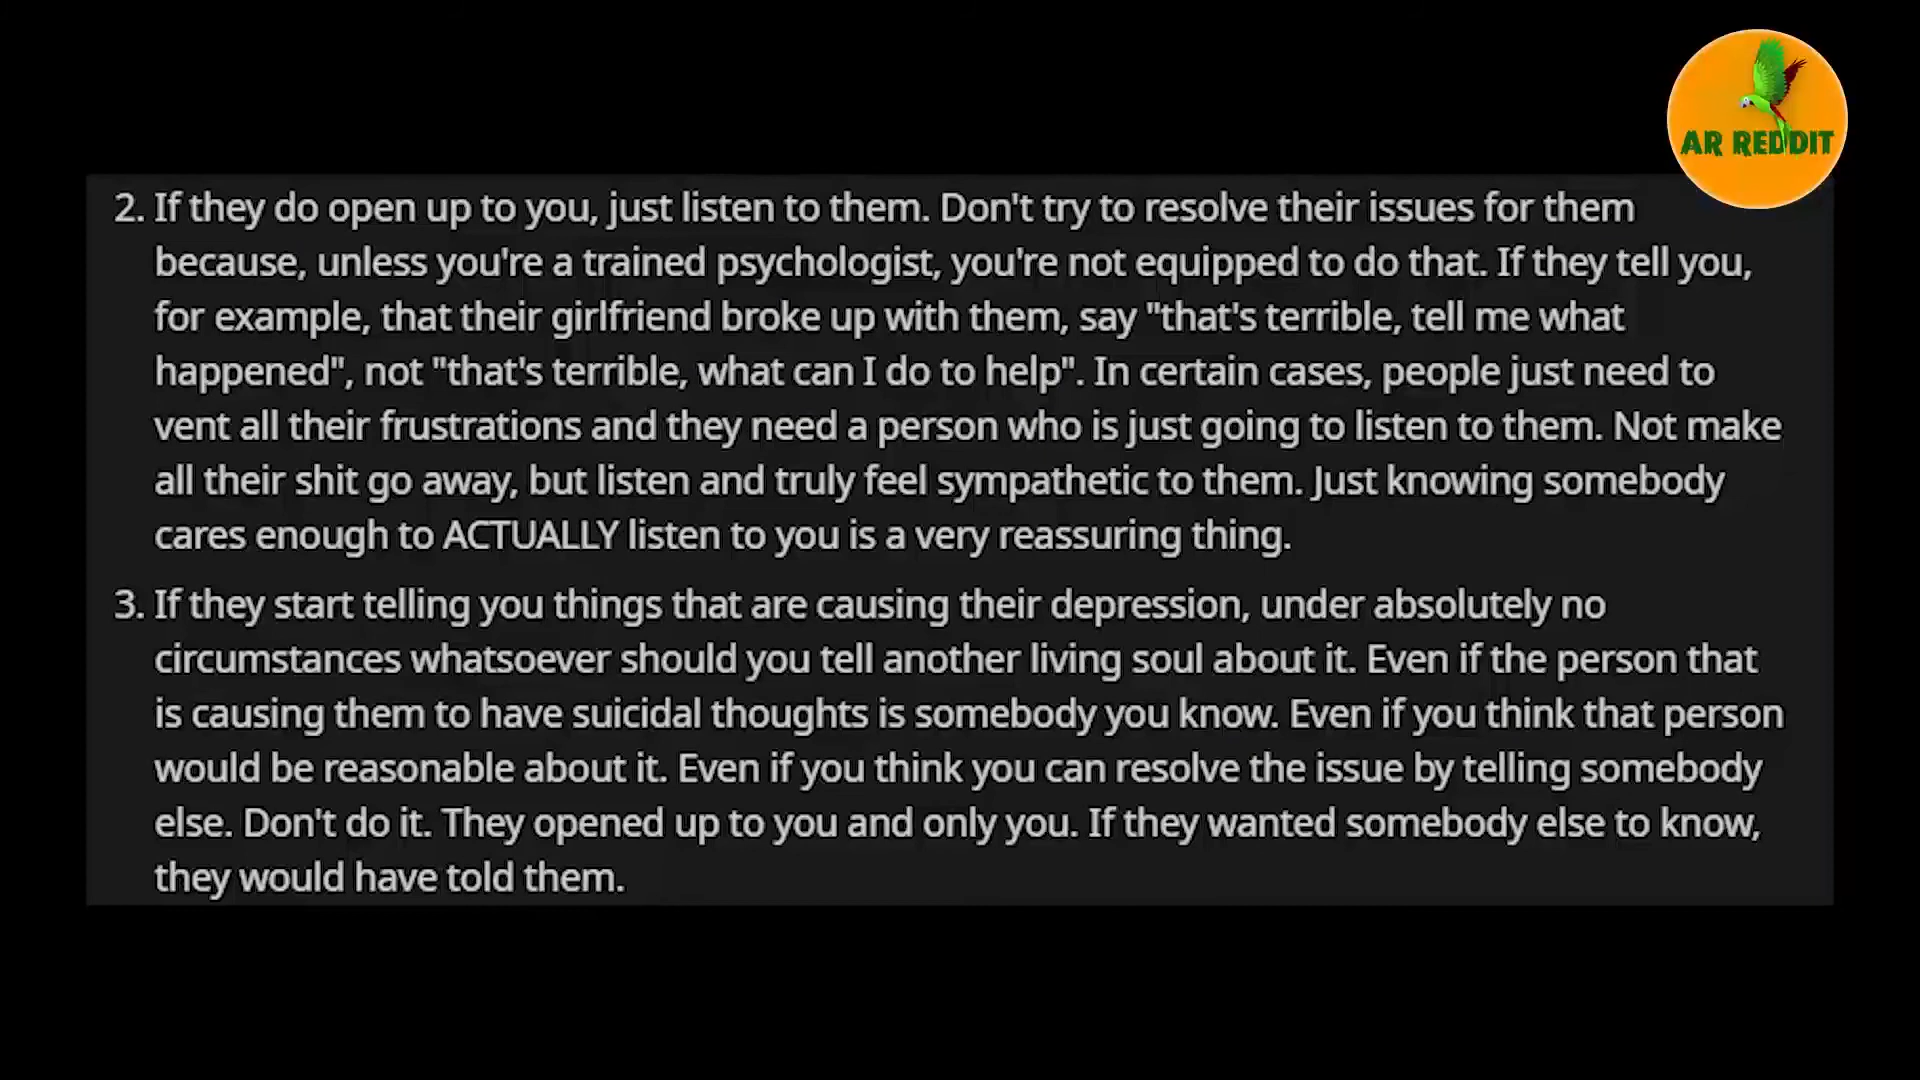 AR REDDIT
2. If they do open up to you, just listen to them. Don't try to resolve their issues for them
because, unless you're a trained psychologist, you're not equipped to do that. If they tell you,
for example, that their girlfriend broke up with them, say "that's terrible, tell me what
happened", not "that's terrible, what can I do to help". In certain cases, people just need to
vent all their frustrations and they need a person who is just going to listen to them. Not make
all their shit go away, but listen and truly feel sympathetic to them. Just knowing somebody
cares enough to ACTUALLY listen to you is a very reassuring thing.
3. If they start telling you things that are causing their depression, under absolutely no
circumstances whatsoever should you tell another living soul about it. Even if the person that
is causing them to have suicidal thoughts is somebody you know. Even if you think that person
would be reasonable about it. Even if you think you can resolve the issue by telling somebody
else. Don't do it. They opened up to you and only you. If they wanted somebody else to know,
they would have told them.